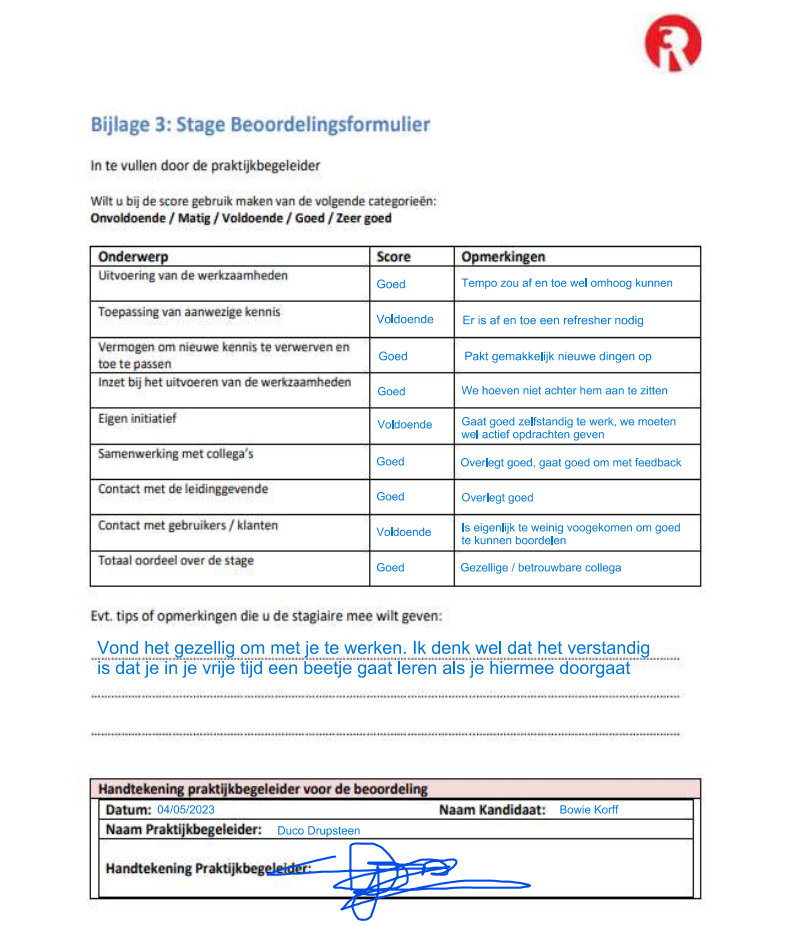 3R
Bijlage 3: Stage Beoordelingsformulier
In te vullen door de praktijkbegeleider
Wilt u bij de score gebruik maken van de volgende categorieën:
Onvoldoende / Matig / Voldoende / Goed / Zeer goed
Onderwerp Score Opmerkingen
Uitvoering van de werkzaamheden Goed Tempo zou af en toe wel omhoog kunnen
Toepassing van aanwezige kennis Voldoende Er is af en toe een refresher nodig
Vermogen om nieuwe kennis te verwerven en
toe te passen Goed Pakt gemakkelijk nieuwe dingen op
Inzet bij het uitvoeren van de werkzaamheden Goed We hoeven niet achter hem aan te zitten
Eigen initiatief Voldoende Gaat goed zelfstandig te werk, we moeten
wel actief opdrachten geven
Samenwerking met collega's Goed Overlegt goed, gaat goed om met feedback
Contact met de leidinggevende Goed Overlegt goed
Contact met gebruikers / klanten Voldoende Is eigenlijk te weinig voogekomen om goed
te kunnen boordelen
Totaal oordeel over de stage Goed Gezellige / betrouwbare collega
Evt. tips of opmerkingen die u de stagiaire mee wilt geven:
Vond het gezellig om met je te werken. Ik denk wel dat het verstandig
is dat je in je vrije tijd een beetje gaat leren als je hiermee doorgaat
Handtekening praktijkbegeleider voor de beoordeling
Datum: 04/05/2023 Naam Kandidaat: Bowie Korff
Naam Praktijkbegeleider: Duco Drupsteen
Handtekening Praktijkbegeleider: